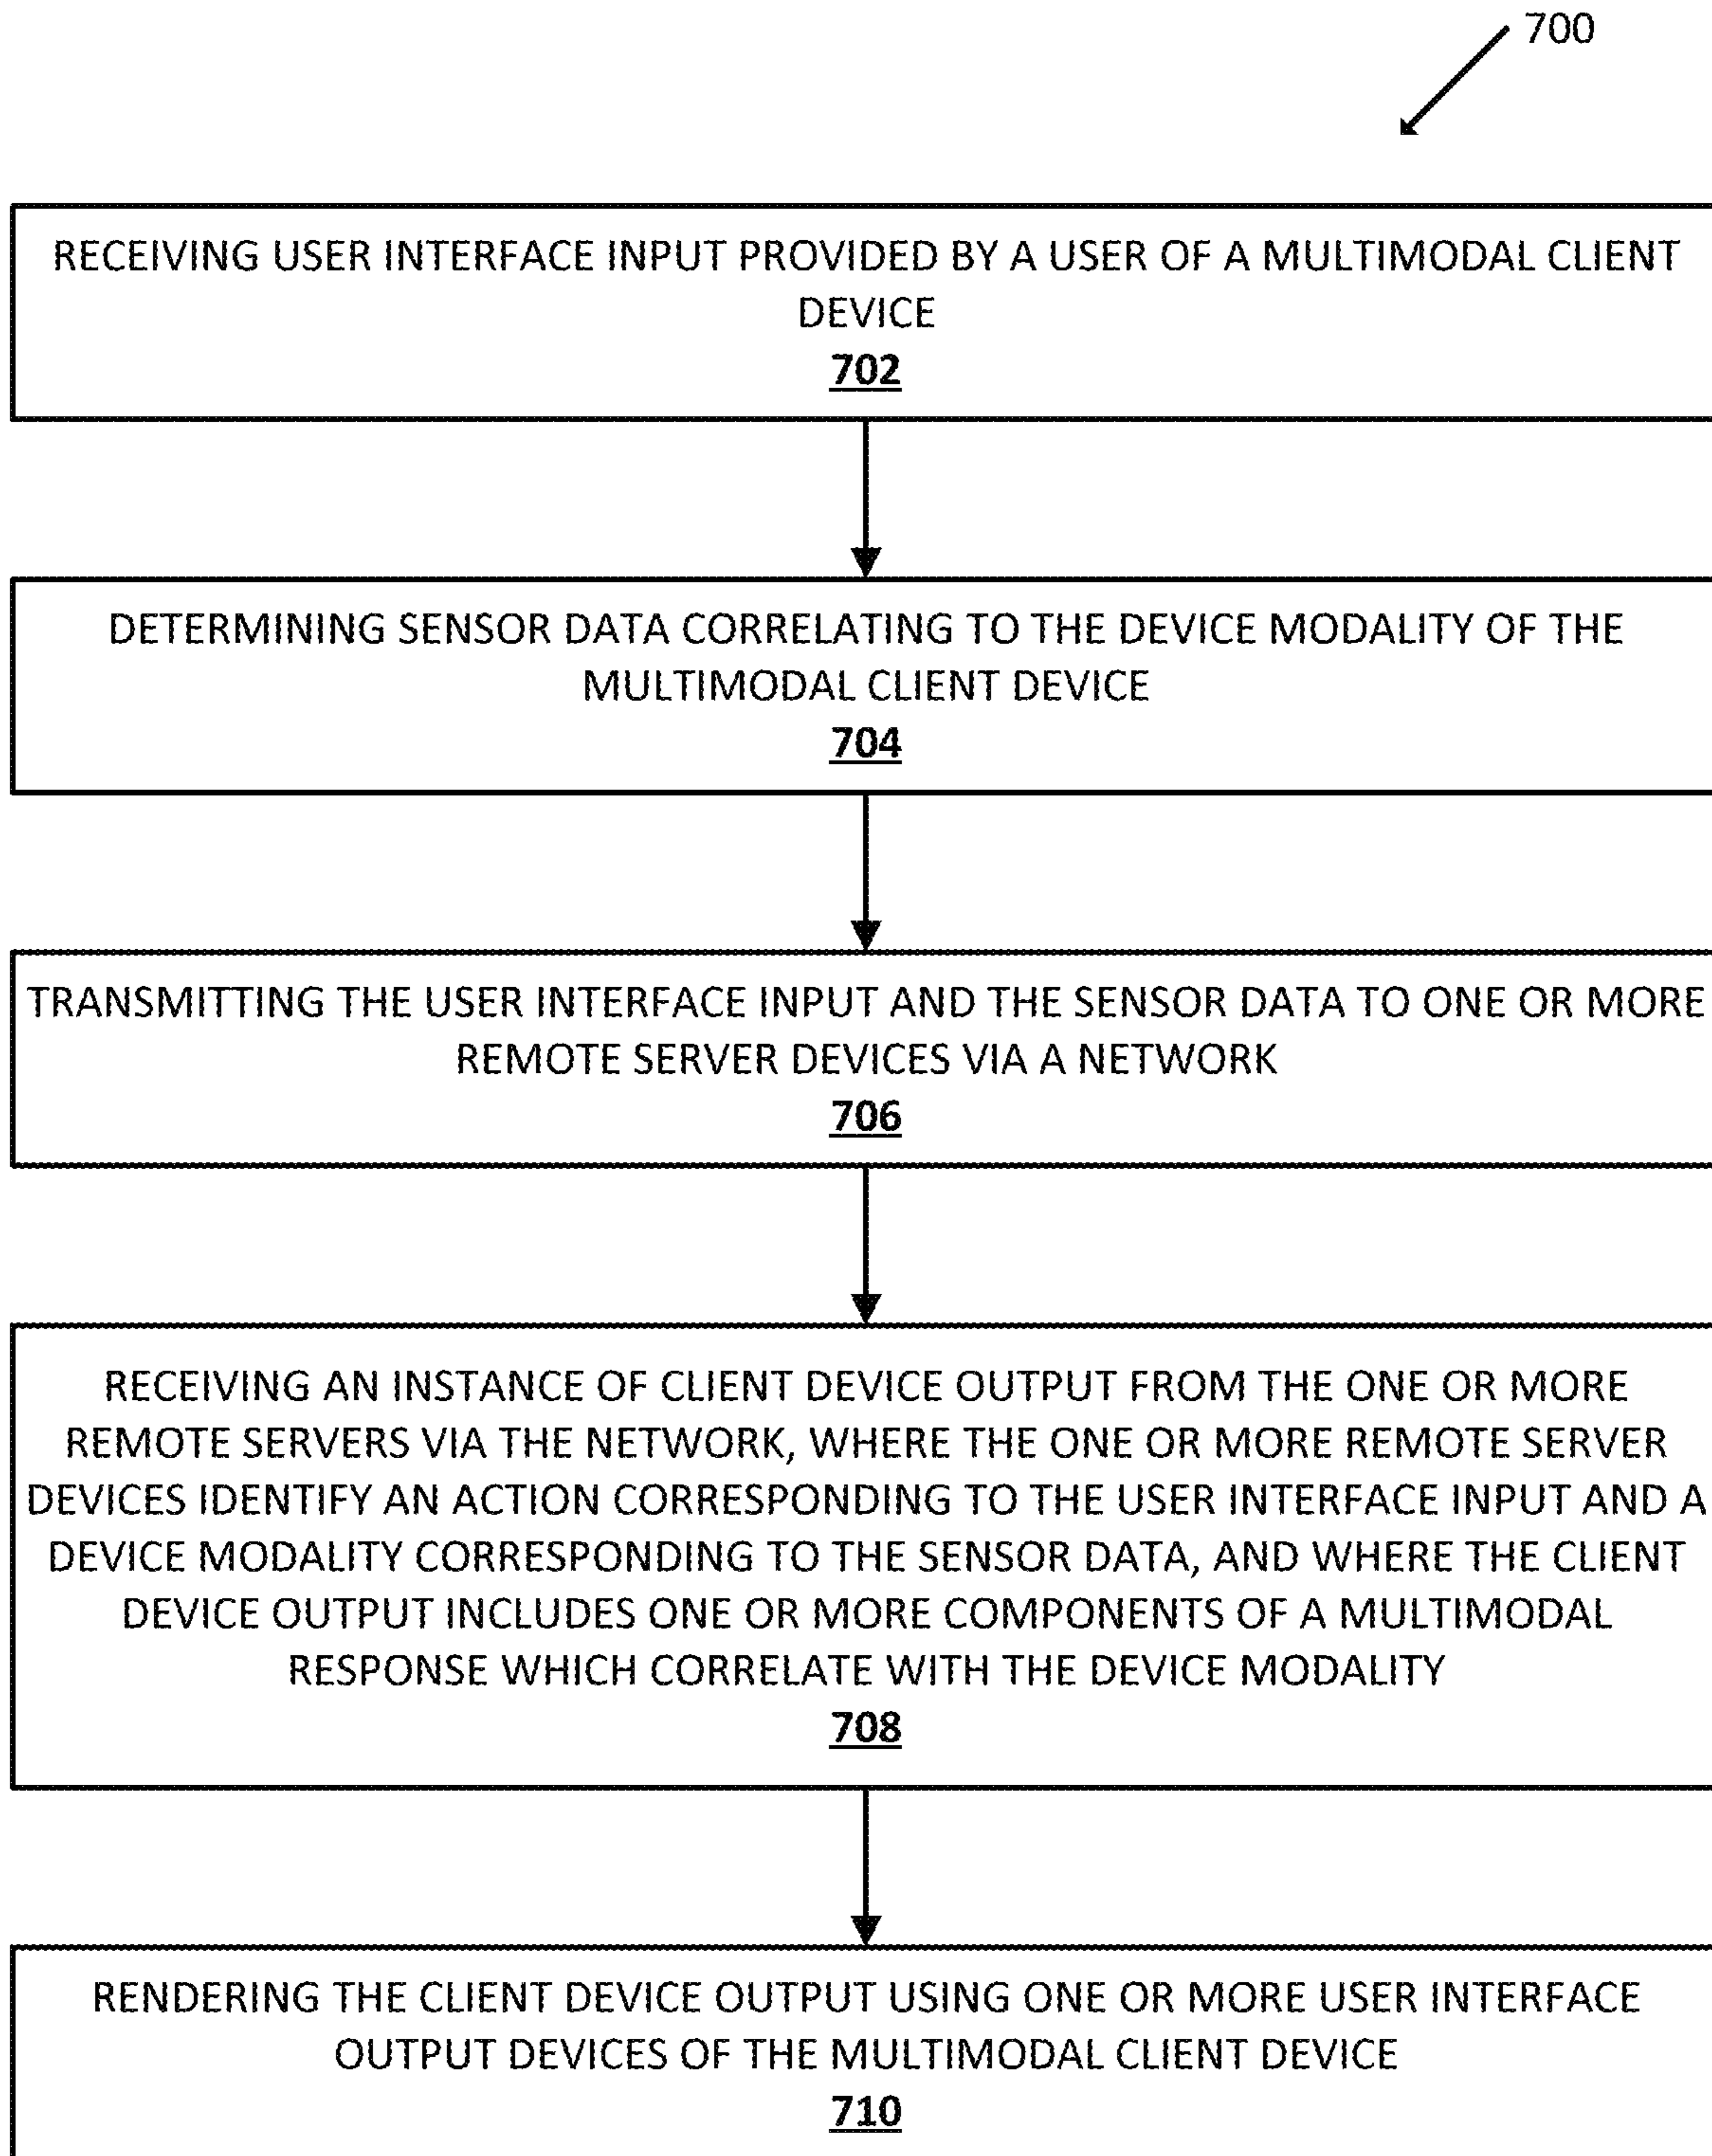 700
RECEIVING USER INTERFACE INPUT PROVIDED BY A USER OF A MULTIMODAL CLIENT
DEVICE
702
DETERMINING SENSOR DATA CORRELATING TO THE DEVICE MODALITY OF THE
MULTIMODAL CLIENT DEVICE
704
TRANSMITTING THE USER INTERFACE INPUT AND THE SENSOR DATA TO ONE OR MORE
REMOTE SERVER DEVICES VIA A NETWORK
706
RECEIVING AN INSTANCE OF CLIENT DEVICE OUTPUT FROM THE ONE OR MORE
REMOTE SERVERS VIA THE NETWORK, WHERE THE ONE OR MORE REMOTE SERVER
DEVICES IDENTIFY AN ACTION CORRESPONDING TO THE USER INTERFACE INPUT AND A
DEVICE MODALITY CORRESPONDING TO THE SENSOR DATA, AND WHERE THE CLIENT
DEVICE OUTPUT INCLUDES ONE OR MORE COMPONENTS OF A MULTIMODAL
RESPONSE WHICH CORRELATE WITH THE DEVICE MODALITY
708
RENDERING THE CLIENT DEVICE OUTPUT USING ONE OR MORE USER INTERFACE
OUTPUT DEVICES OF THE MULTIMODAL CLIENT DEVICE
710